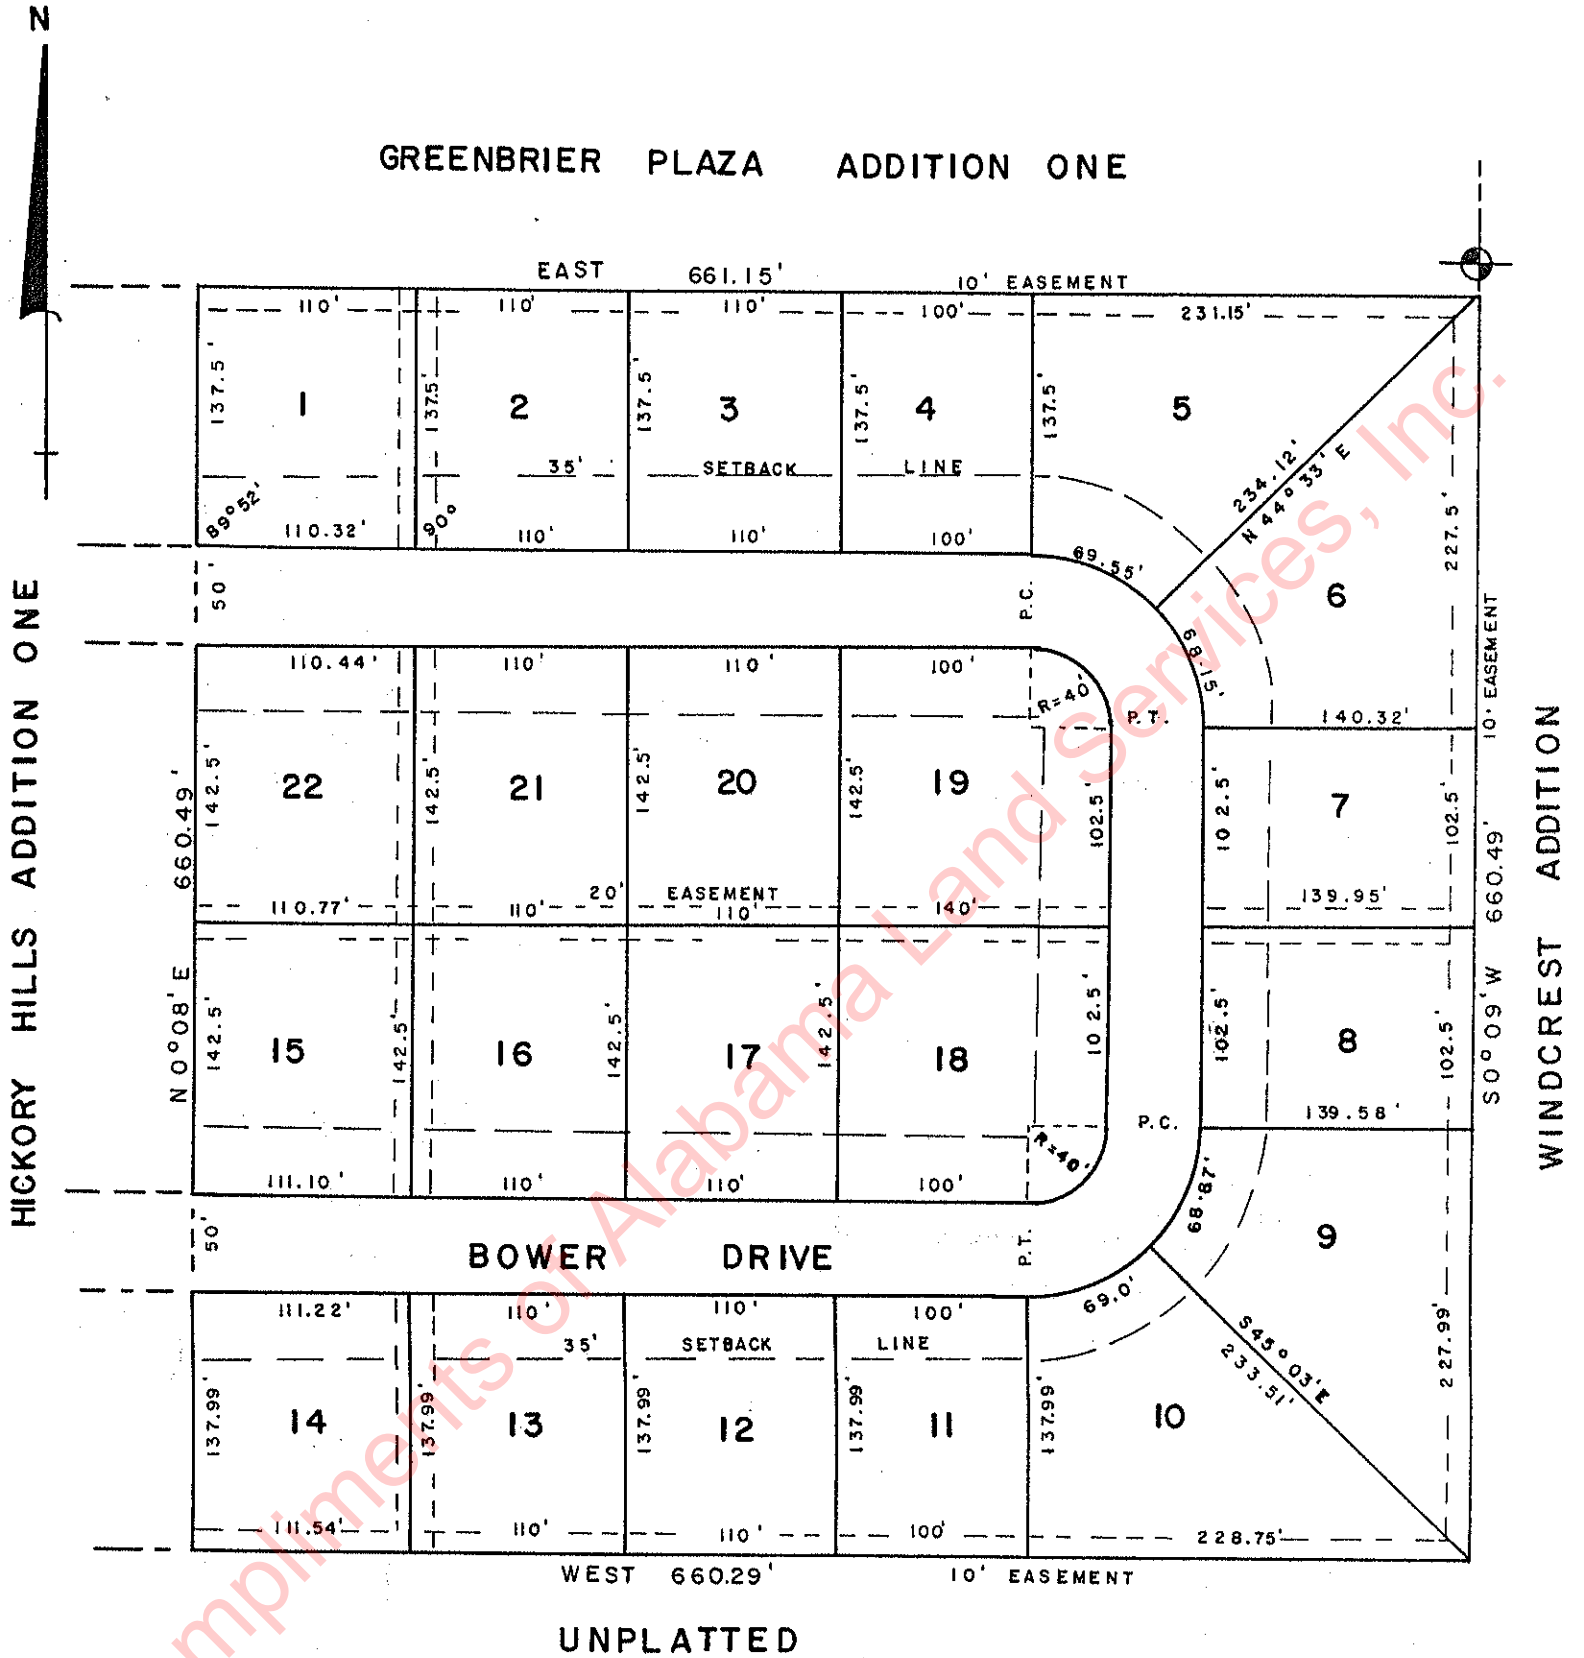 N
GREENBRIER PLAZA ADDITION ONE
EAST 661.15'
10' EASEMENT
110' 110' 110' 100' 231.15'
137.5' 137.5' 137.5' 137.5' 137.5'
1 2 3 4 5
35' SETBACK LINE
89°52' 90°
110.32' 110' 110' 100'
69.55'
234.12'
N 44°33' E
227.5'
6
68.15'
140.32'
10' EASEMENT
50'
P.C.
110.44' 110' 110' 100'
R=40'
P.T.
142.5' 142.5' 142.5' 142.5' 102.5' 102.5' 102.5'
22 21 20 19 7
660.49'
20' EASEMENT
110.77' 110' 110' 140' 139.95'
N 0°08' E
142.5' 142.5' 142.5' 142.5' 102.5' 102.5' 102.5'
15 16 17 18 8
660.49'
S 0°09' W
139.58'
P.C.
R=40'
111.10' 110' 110' 100'
68.87'
9
50'
BOWER DRIVE
P.T.
69.0'
111.22' 110' 110' 100'
35' SETBACK LINE
S45°03'E
233.51'
227.99'
137.99' 137.99' 137.99' 137.99' 137.99'
14 13 12 11 10
111.54' 110' 110' 100' 228.75'
WEST 660.29'
10' EASEMENT
UNPLATTED
HICKORY HILLS ADDITION ONE
WINDCREST ADDITION
mpliments of Alabama Land Services, Inc.